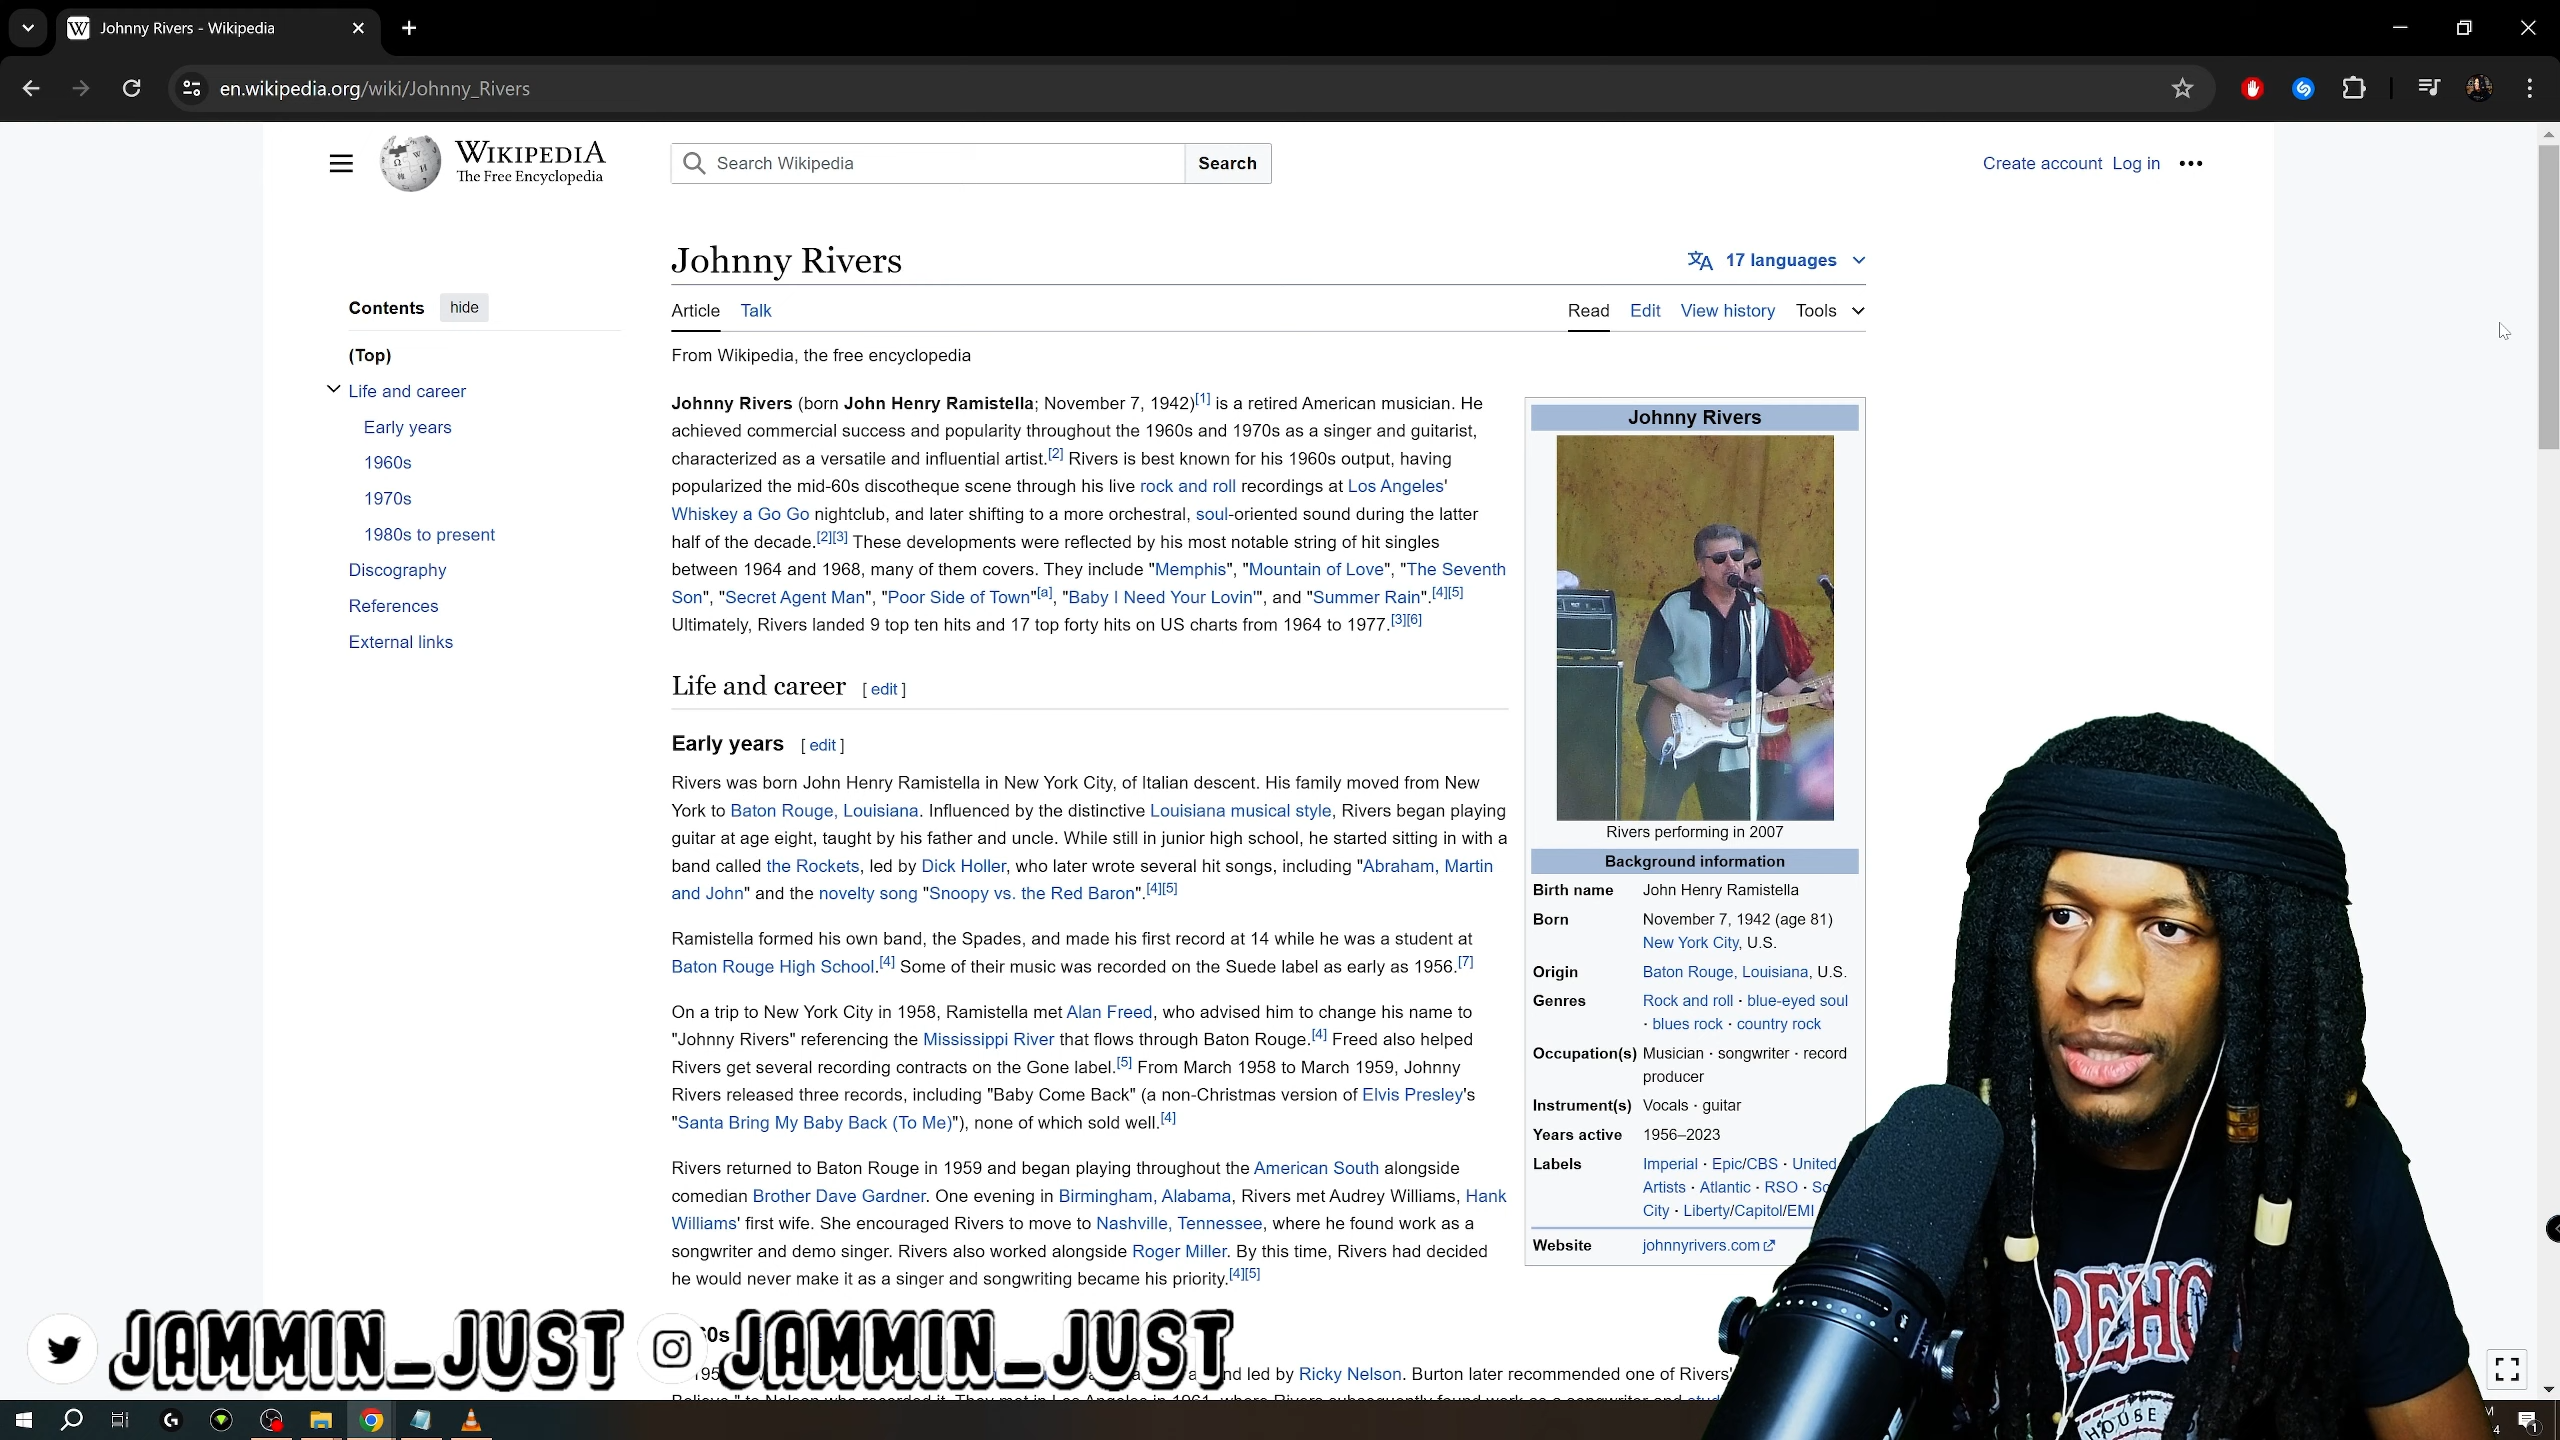 Johnny Rivers - Wikipedia
en.wikipedia.org/wiki/Johnny_Rivers
WIKIPEDIA
The Free Encyclopedia
Search Wikipedia
Search
Create account Log in
Johnny Rivers
17 languages
Article Talk
Read Edit View history Tools
From Wikipedia, the free encyclopedia
Contents hide
(Top)
Life and career
Early years
1960s
1970s
1980s to present
Discography
References
External links
Johnny Rivers (born John Henry Ramistella; November 7, 1942)[1] is a retired American musician. He
achieved commercial success and popularity throughout the 1960s and 1970s as a singer and guitarist,
characterized as a versatile and influential artist.[2] Rivers is best known for his 1960s output, having
popularized the mid-60s discotheque scene through his live rock and roll recordings at Los Angeles'
Whiskey a Go Go nightclub, and later shifting to a more orchestral, soul-oriented sound during the latter
half of the decade.[2][3] These developments were reflected by his most notable string of hit singles
between 1964 and 1968, many of them covers. They include "Memphis", "Mountain of Love", "The Seventh
Son", "Secret Agent Man", "Poor Side of Town"[a], "Baby I Need Your Lovin'", and "Summer Rain".[4][5]
Ultimately, Rivers landed 9 top ten hits and 17 top forty hits on US charts from 1964 to 1977.[3][6]
Life and career [ edit ]
Early years [ edit ]
Rivers was born John Henry Ramistella in New York City, of Italian descent. His family moved from New
York to Baton Rouge, Louisiana. Influenced by the distinctive Louisiana musical style, Rivers began playing
guitar at age eight, taught by his father and uncle. While still in junior high school, he started sitting in with a
band called the Rockets, led by Dick Holler, who later wrote several hit songs, including "Abraham, Martin
and John" and the novelty song "Snoopy vs. the Red Baron".[4][5]
Ramistella formed his own band, the Spades, and made his first record at 14 while he was a student at
Baton Rouge High School.[4] Some of their music was recorded on the Suede label as early as 1956.[7]
On a trip to New York City in 1958, Ramistella met Alan Freed, who advised him to change his name to
"Johnny Rivers" referencing the Mississippi River that flows through Baton Rouge.[4] Freed also helped
Rivers get several recording contracts on the Gone label.[5] From March 1958 to March 1959, Johnny
Rivers released three records, including "Baby Come Back" (a non-Christmas version of Elvis Presley's
"Santa Bring My Baby Back (To Me)"), none of which sold well.[4]
Rivers returned to Baton Rouge in 1959 and began playing throughout the American South alongside
comedian Brother Dave Gardner. One evening in Birmingham, Alabama, Rivers met Audrey Williams, Hank
Williams' first wife. She encouraged Rivers to move to Nashville, Tennessee, where he found work as a
songwriter and demo singer. Rivers also worked alongside Roger Miller. By this time, Rivers had decided
he would never make it as a singer and songwriting became his priority.[4][5]
led by Ricky Nelson. Burton later recommended one of Rivers'
Johnny Rivers
Rivers performing in 2007
Background information
Birth name John Henry Ramistella
Born November 7, 1942 (age 81)
New York City, U.S.
Origin Baton Rouge, Louisiana, U.S.
Genres Rock and roll · blue-eyed soul
· blues rock · country rock
Occupation(s) Musician · songwriter · record
producer
Instrument(s) Vocals · guitar
Years active 1956–2023
Labels Imperial · Epic/CBS · United
Artists · Atlantic · RSO ·
City · Liberty/Capitol/EMI
Website johnnyrivers.com
JAMMIN_JUST JAMMIN_JUST
REHO
HOUSE